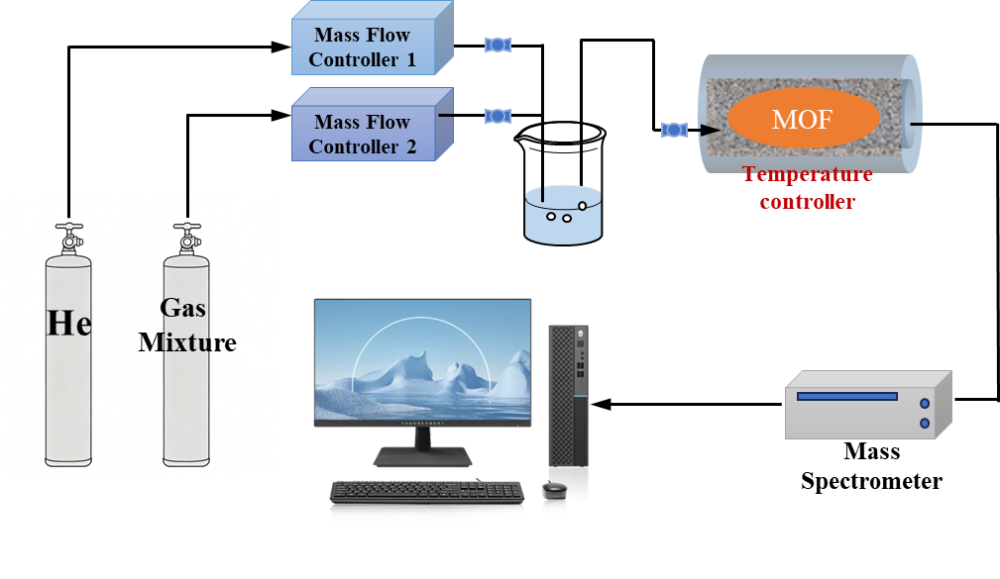 Mass Flow
Controller 1
Mass Flow
Controller 2
MOF
Temperature
controller
He
Gas
Mixture
Mass
Spectrometer